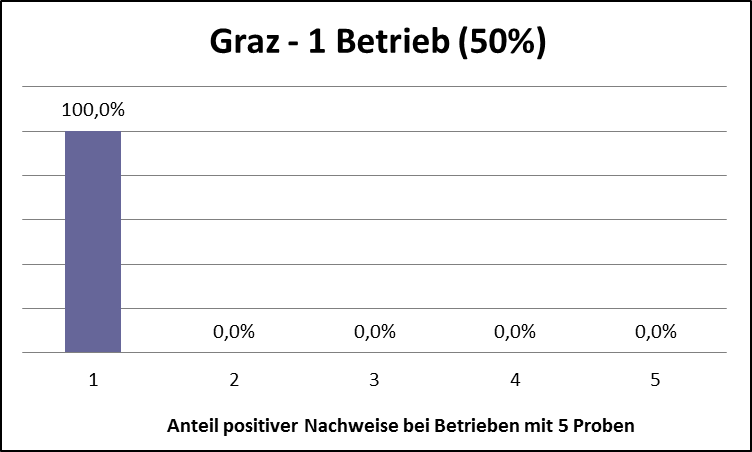 Graz - 1 Betrieb (50%)
100,0%
0,0% 0,0% 0,0% 0,0%
1 2 3 4 5
Anteil positiver Nachweise bei Betrieben mit 5 Proben